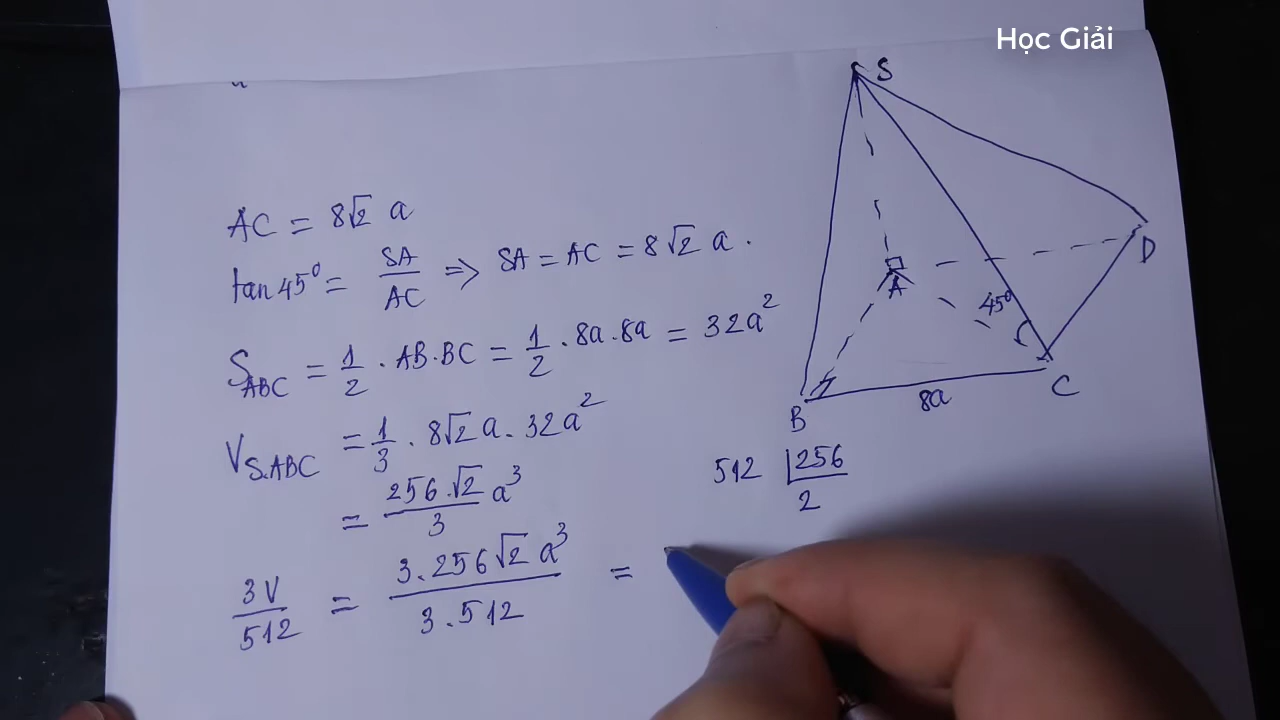 Học Giải
AC = 8√2 a
tan 45° = SA/AC => SA = AC = 8√2 a.
S_ABC = 1/2 . AB.BC = 1/2 . 8a.8a = 32a²
V_S.ABC = 1/3 . 8√2 a. 32a²
= 256.√2/3 a³
3V/512 = 3.256√2 a³/3.512 =
S
A
D
45°
B
8a
C
512 256
2